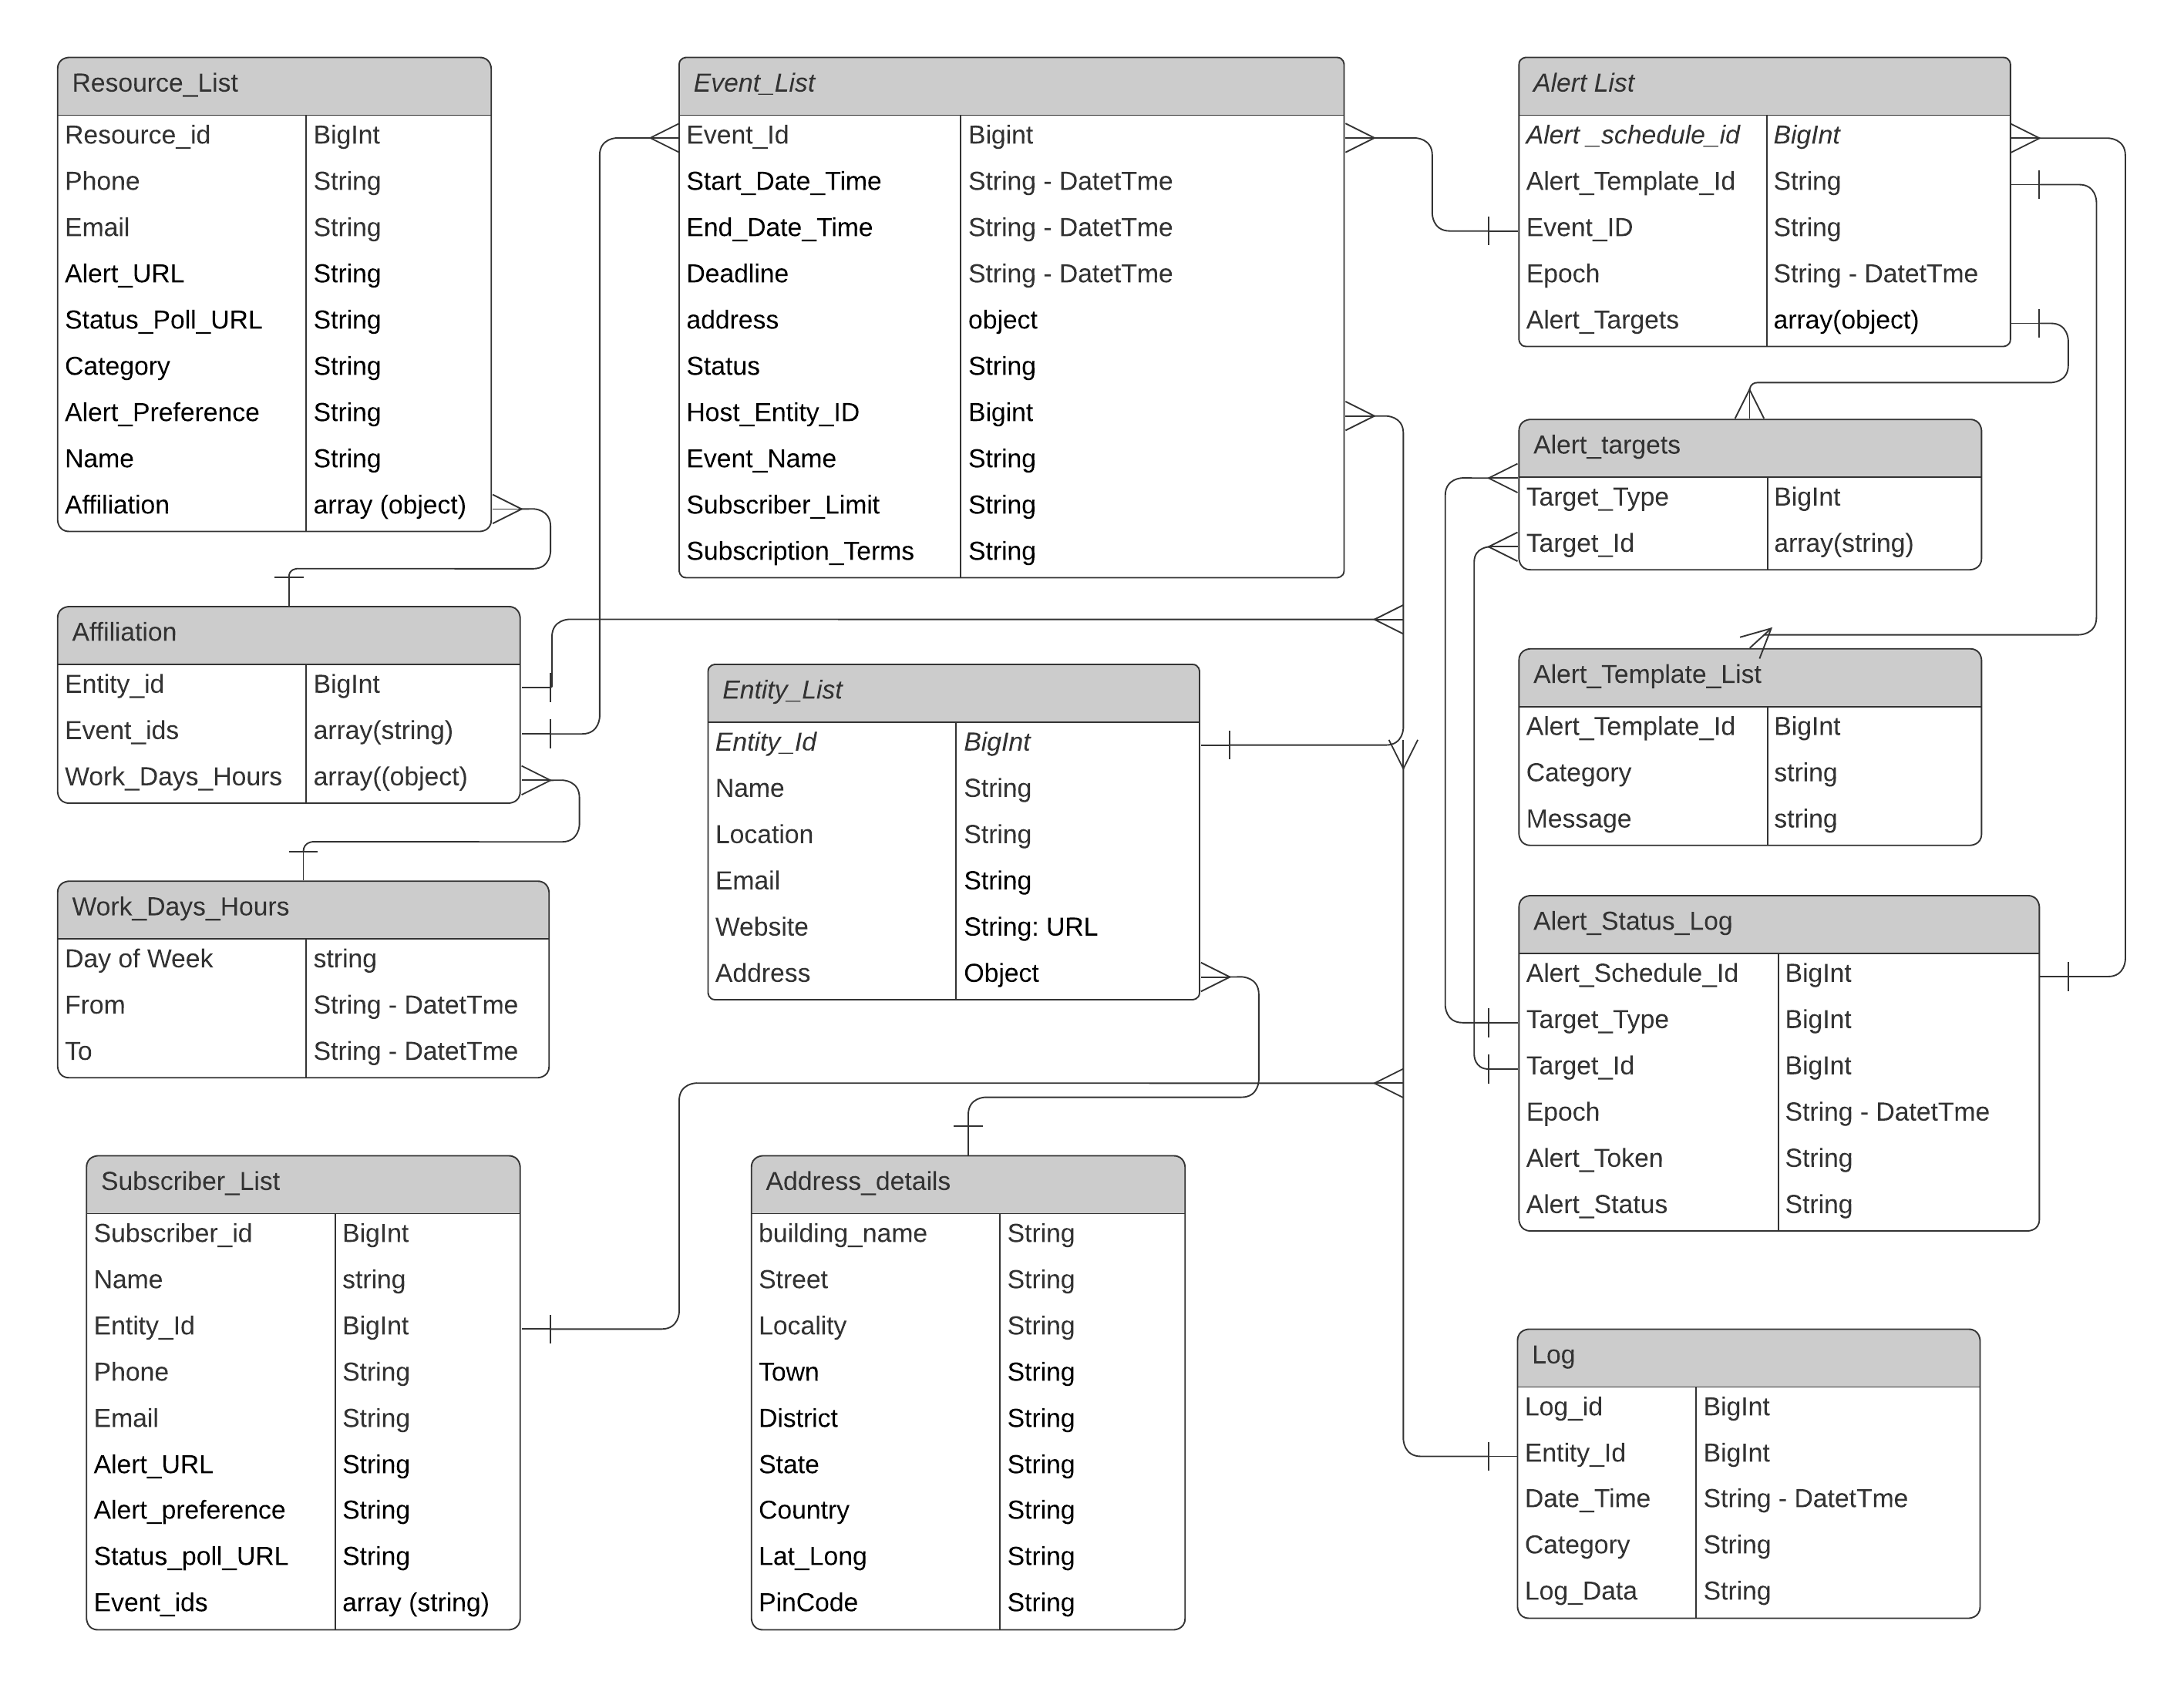 Resource_List
Resource_id BigInt
Phone String
Email String
Alert_URL String
Status_Poll_URL String
Category String
Alert_Preference String
Name String
Affiliation array (object)
Affiliation
Entity_id BigInt
Event_ids array(string)
Work_Days_Hours array((object)
Work_Days_Hours
Day of Week string
From String - DatetTme
To String - DatetTme
Subscriber_List
Subscriber_id BigInt
Name string
Entity_Id BigInt
Phone String
Email String
Alert_URL String
Alert_preference String
Status_poll_URL String
Event_ids array (string)
Event_List
Event_Id Bigint
Start_Date_Time String - DatetTme
End_Date_Time String - DatetTme
Deadline String - DatetTme
address object
Status String
Host_Entity_ID Bigint
Event_Name String
Subscriber_Limit String
Subscription_Terms String
Entity_List
Entity_Id BigInt
Name String
Location String
Email String
Website String: URL
Address Object
Address_details
building_name String
Street String
Locality String
Town String
District String
State String
Country String
Lat_Long String
PinCode String
Alert List
Alert _schedule_id BigInt
Alert_Template_Id String
Event_ID String
Epoch String - DatetTme
Alert_Targets array(object)
Alert_targets
Target_Type BigInt
Target_Id array(string)
Alert_Template_List
Alert_Template_Id BigInt
Category string
Message string
Alert_Status_Log
Alert_Schedule_Id BigInt
Target_Type BigInt
Target_Id BigInt
Epoch String - DatetTme
Alert_Token String
Alert_Status String
Log
Log_id BigInt
Entity_Id BigInt
Date_Time String - DatetTme
Category String
Log_Data String